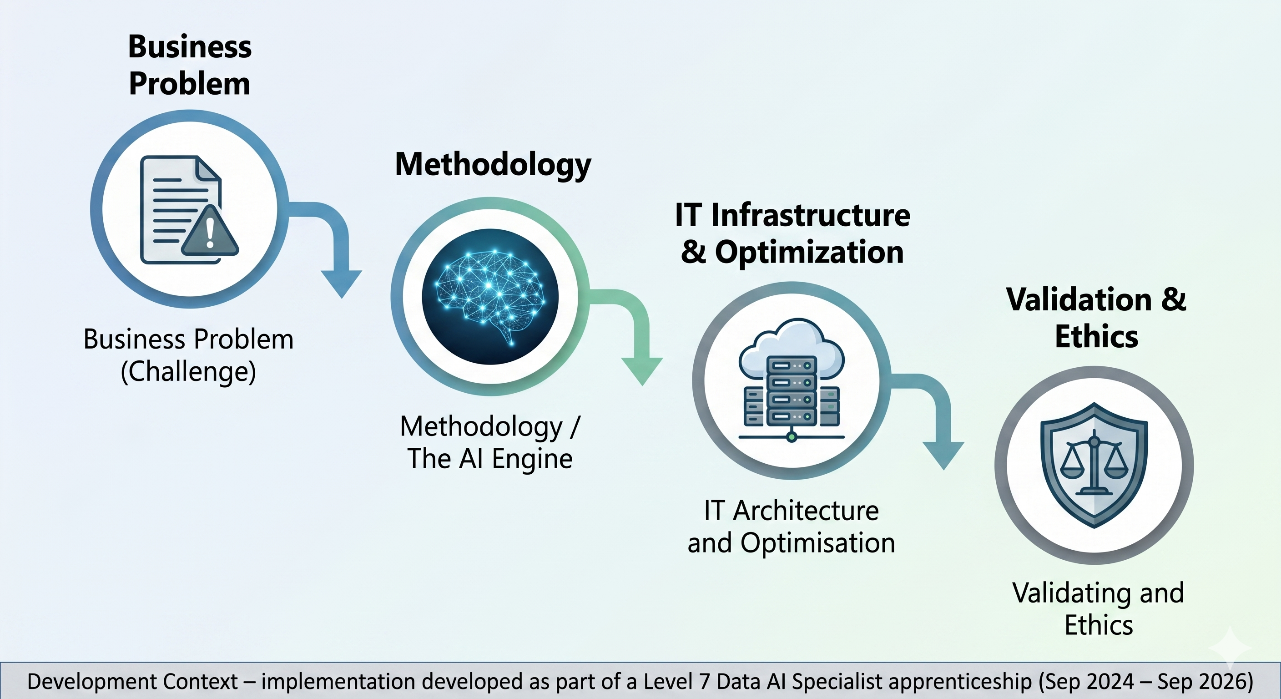 Business
Problem
Business Problem
(Challenge)
Methodology
Methodology /
The AI Engine
IT Infrastructure
& Optimization
IT Architecture
and Optimisation
Validation &
Ethics
Validating and
Ethics
Development Context – implementation developed as part of a Level 7 Data AI Specialist apprenticeship (Sep 2024 – Sep 2026)